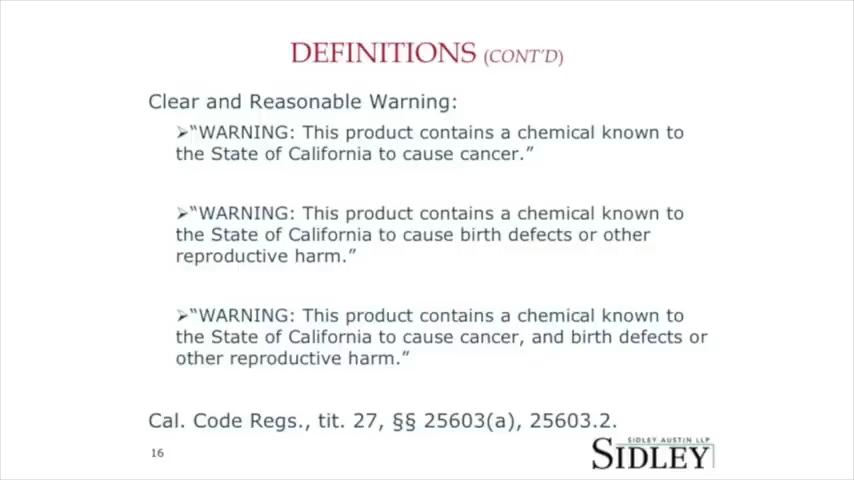 DEFINITIONS (CONT'D)
Clear and Reasonable Warning:
➢“WARNING: This product contains a chemical known to
the State of California to cause cancer.”
➢“WARNING: This product contains a chemical known to
the State of California to cause birth defects or other
reproductive harm.”
➢“WARNING: This product contains a chemical known to
the State of California to cause cancer, and birth defects or
other reproductive harm.”
Cal. Code Regs., tit. 27, §§ 25603(a), 25603.2.
16
SIDLEY AUSTIN LLP
SIDLEY